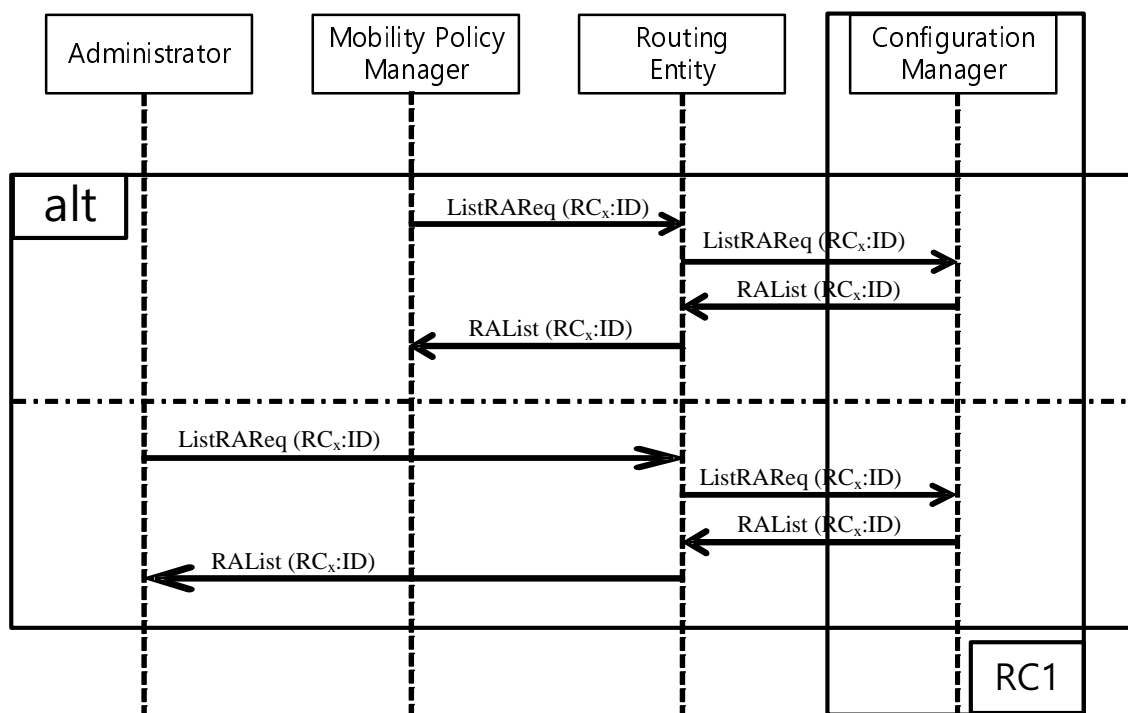 Administrator
Mobility Policy
Manager
Routing
Entity
Configuration
Manager
alt
ListRAReq (RCₓ:ID)
ListRAReq (RCₓ:ID)
RAList (RCₓ:ID)
RAList (RCₓ:ID)
ListRAReq (RCₓ:ID)
ListRAReq (RCₓ:ID)
RAList (RCₓ:ID)
RAList (RCₓ:ID)
RC1